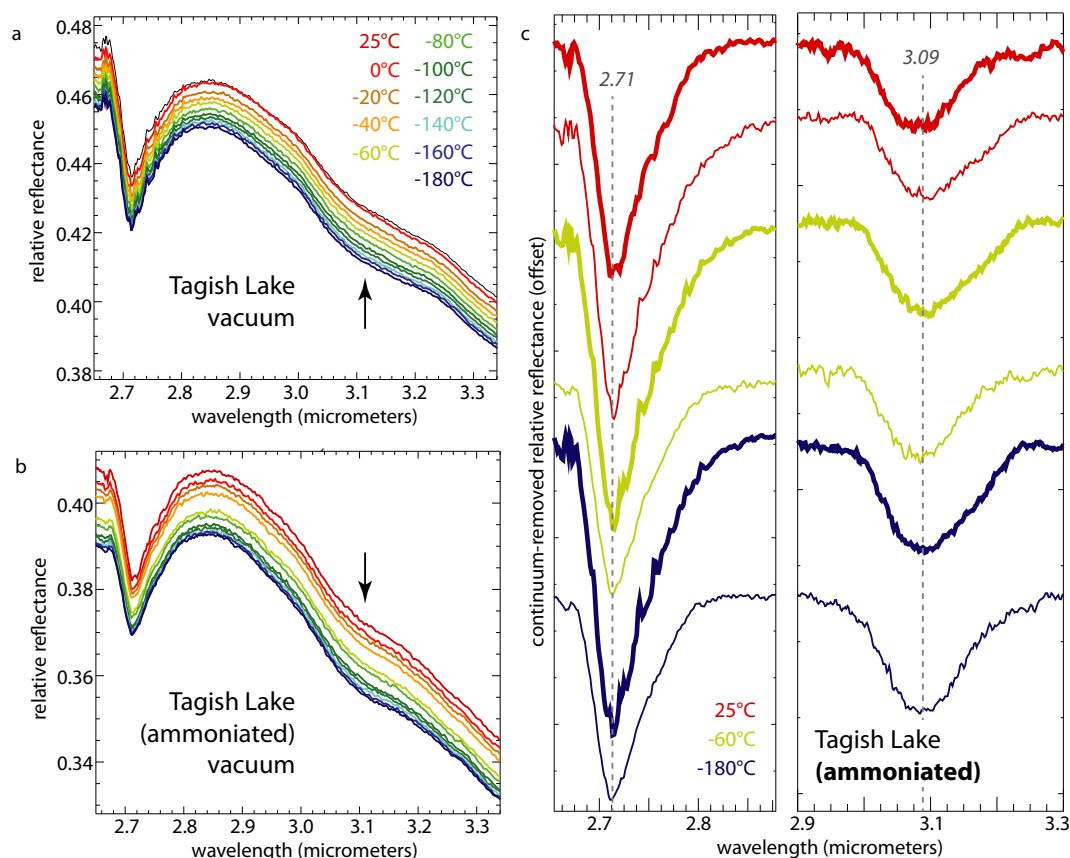 a
0.48
0.46
0.44
0.42
0.40
0.38
relative reflectance
25°C
0°C
-20°C
-40°C
-60°C
-80°C
-100°C
-120°C
-140°C
-160°C
-180°C
Tagish Lake
vacuum
2.7 2.8 2.9 3.0 3.1 3.2 3.3
wavelength (micrometers)
b
0.40
0.38
0.36
0.34
relative reflectance
Tagish Lake
(ammoniated)
vacuum
2.7 2.8 2.9 3.0 3.1 3.2 3.3
wavelength (micrometers)
c
continuum-removed relative reflectance (offset)
2.71
25°C
-60°C
-180°C
2.7 2.8
wavelength (micrometers)
3.09
Tagish Lake
(ammoniated)
2.9 3.1 3.2 3.3
wavelength (micrometers)